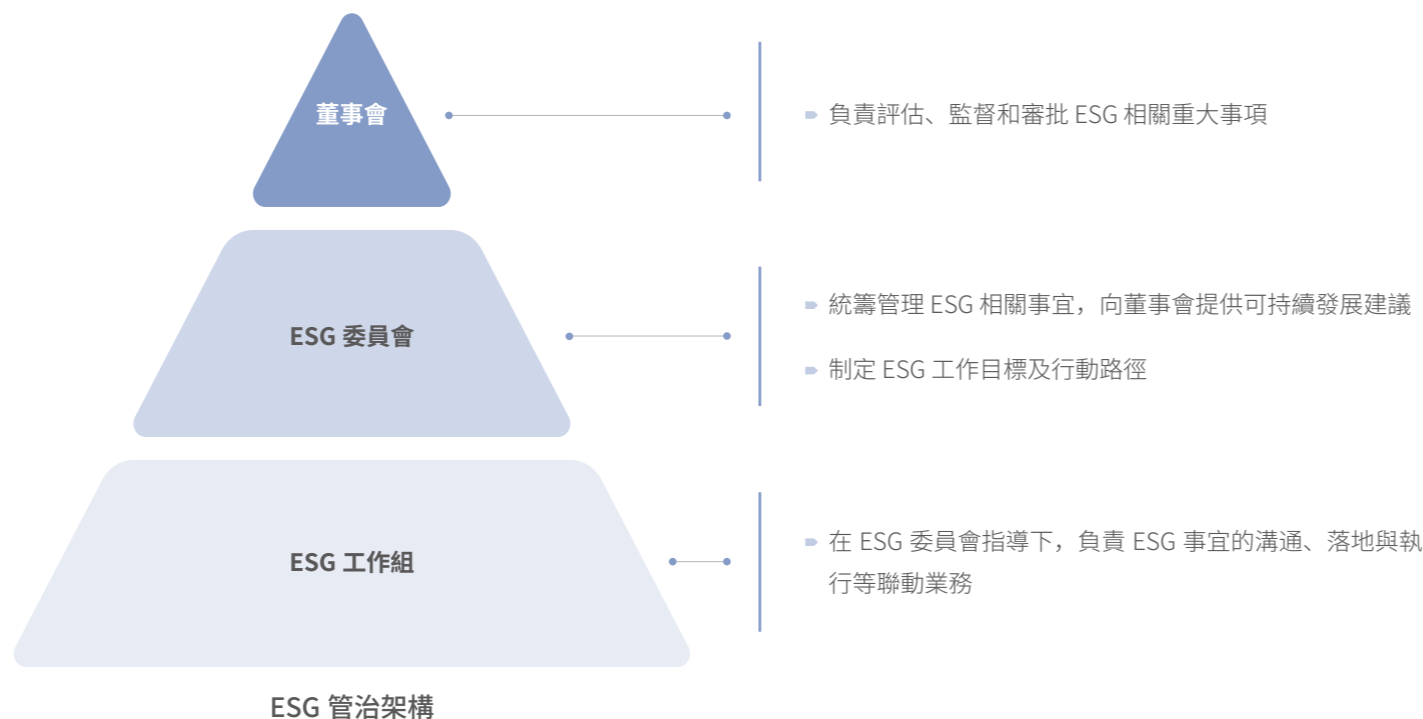 董事會
負責評估、監督和審批 ESG 相關重大事項
ESG 委員會
統籌管理 ESG 相關事宜，向董事會提供可持續發展建議
制定 ESG 工作目標及行動路徑
ESG 工作組
在 ESG 委員會指導下，負責 ESG 事宜的溝通、落地與執
行等聯動業務
ESG 管治架構